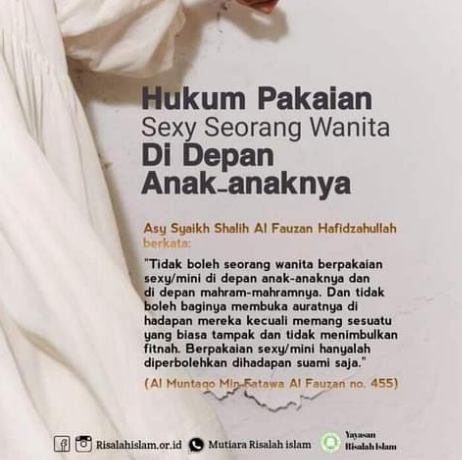 Hukum Pakaian
Sexy Seorang Wanita
Di Depan
Anak-anaknya
Asy Syaikh Shalih Al Fauzan Hafidzahullah
berkata:
"Tidak boleh seorang wanita berpakaian
sexy/mini di depan anak-anaknya dan
di depan mahram-mahramnya. Dan tidak
boleh baginya membuka auratnya di
hadapan mereka kecuali memang sesuatu
yang biasa tampak dan tidak menimbulkan
fitnah. Berpakaian sexy/mini hanyalah
diperbolehkan dihadapan suami saja."
(Al Muntaqo Min Fatawa Al Fauzan no. 455)
Risalahislam.or.id Mutiara Risalah islam Yayasan
Risalah Islam